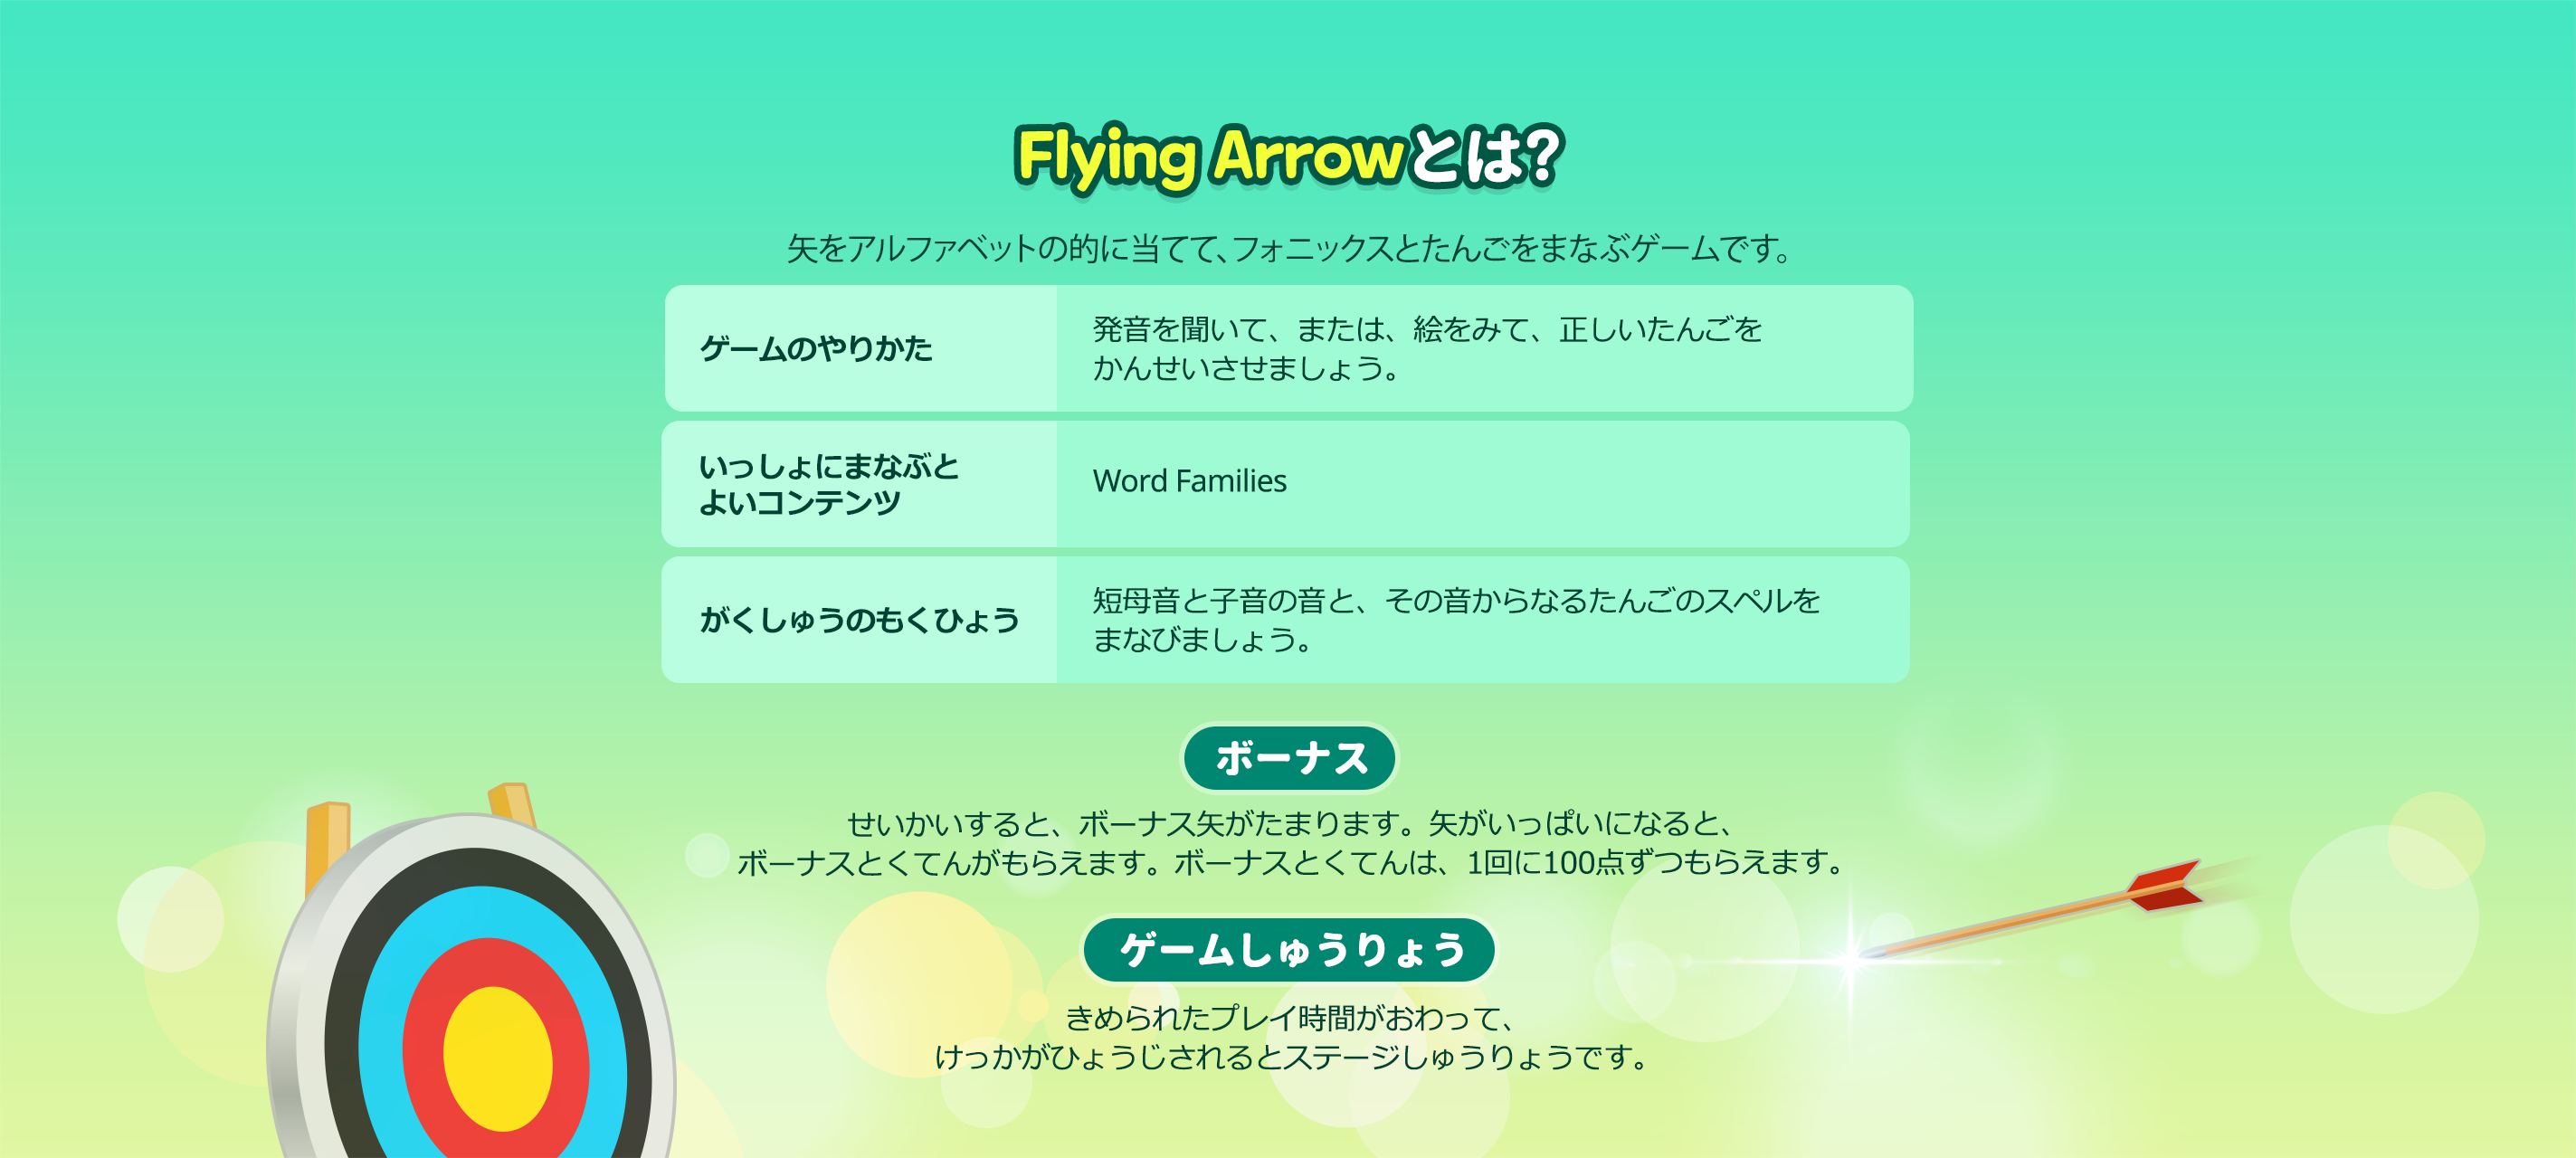 Flying Arrowとは?
矢をアルファベットの的に当てて、フォニックスとたんごをまなぶゲームです。
ゲームのやりかた
発音を聞いて、または、絵をみて、正しいたんごを
かんせいさせましょう。
いっしょにまなぶと
よいコンテンツ
Word Families
がくしゅうのもくひょう
短母音と子音の音と、その音からなるたんごのスペルを
まなびましょう。
ボーナス
せいかいすると、ボーナス矢がたまります。矢がいっぱいになると、
ボーナスとくてんがもらえます。ボーナスとくてんは、1回に100点ずつもらえます。
ゲームしゅうりょう
きめられたプレイ時間がおわって、
けっかがひょうじされるとステージしゅうりょうです。